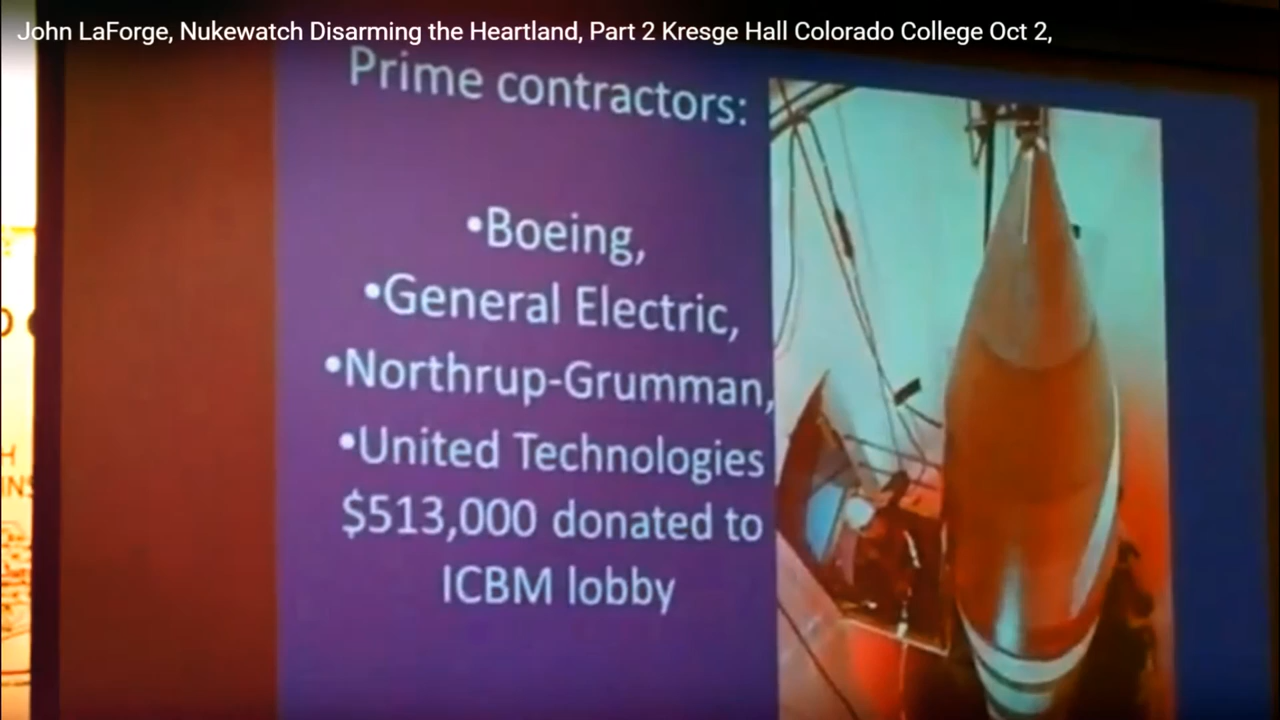 John LaForge, Nukewatch Disarming the Heartland, Part 2 Kresge Hall Colorado College Oct 2,
Prime contractors:
•Boeing,
•General Electric,
•Northrup-Grumman,
•United Technologies
$513,000 donated to
ICBM lobby